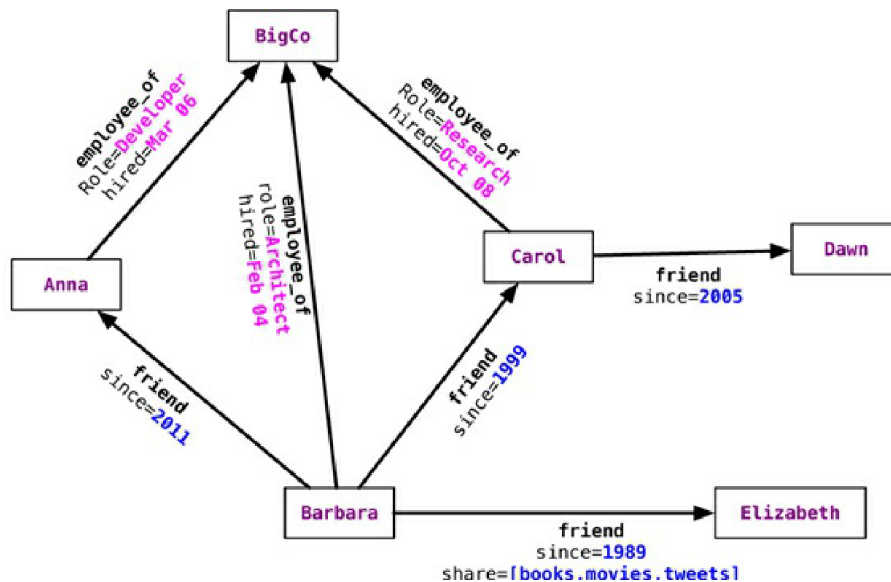 BigCo
employee_of
Role=Developer
hired=Mar 06
employee_of
Role=Research
hired=Oct 08
employee_of
role=Architect
hired=Feb 04
Carol
Dawn
Anna
friend
since=2005
friend
since=2011
friend
since=1999
Barbara
Elizabeth
friend
since=1989
share=[books.movies.tweets]